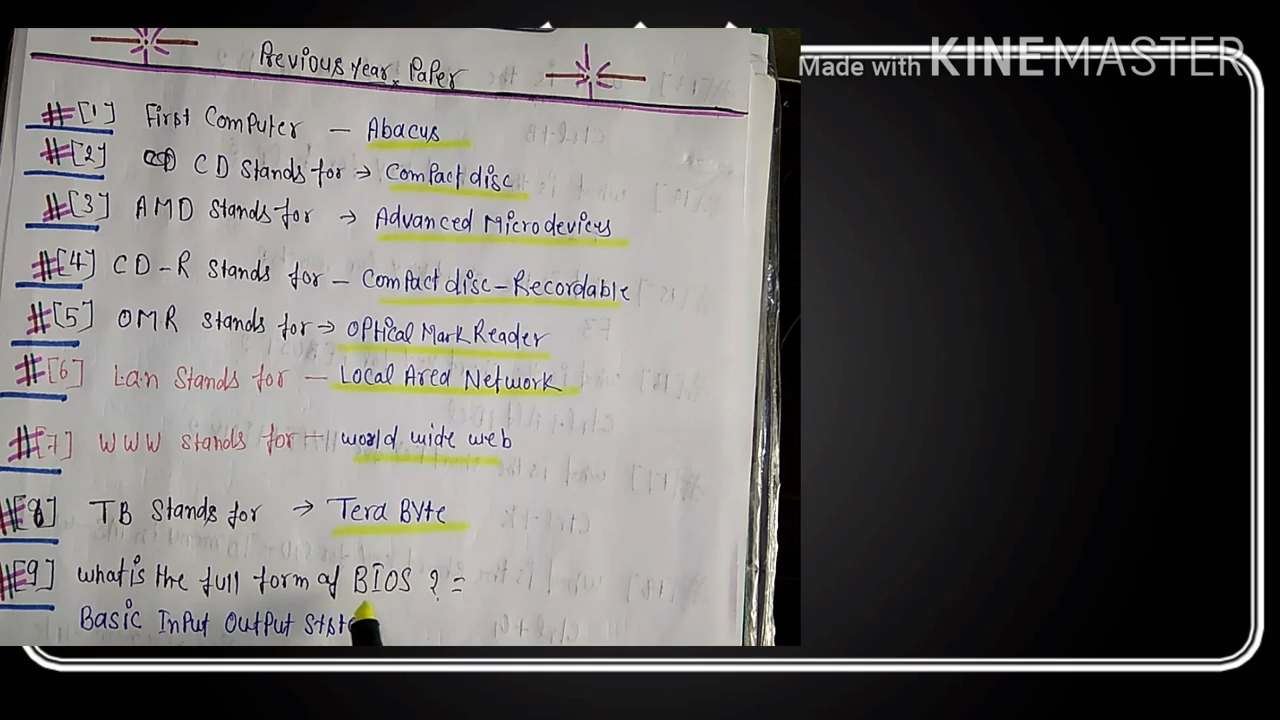 Previous year Paper
Made with KINEMASTER
#[1] First Computer – Abacus
#[2] CD Stands for → Compact disc
#[3] AMD Stands for → Advanced Microdevices
#[4] CD-R Stands for – Compact disc-Recordable
#[5] OMR Stands for → Optical Mark Reader
#[6] Lan Stands for – Local Area Network
#[7] WWW Stands for – world wide web
#[8] TB Stands for → Tera Byte
#[9] what is the full form of BIOS ? =
Basic Input Output